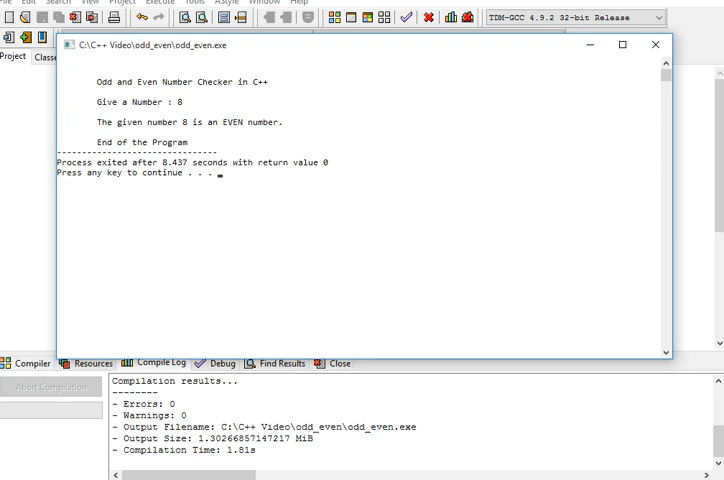 File Edit Search View Project Execute Tools AStyle Window Help
TDM-GCC 4.9.2 32-bit Release
Project Classe
C:\C++ Video\odd_even\odd_even.exe
Odd and Even Number Checker in C++
Give a Number : 8
The given number 8 is an EVEN number.
End of the Program
--------------------------------
Process exited after 8.437 seconds with return value 0
Press any key to continue . . .
Compiler Resources Compile Log Debug Find Results Close
Abort Compilation
Compilation results...
--------
- Errors: 0
- Warnings: 0
- Output Filename: C:\C++ Video\odd_even\odd_even.exe
- Output Size: 1.30266857147217 MiB
- Compilation Time: 1.81s